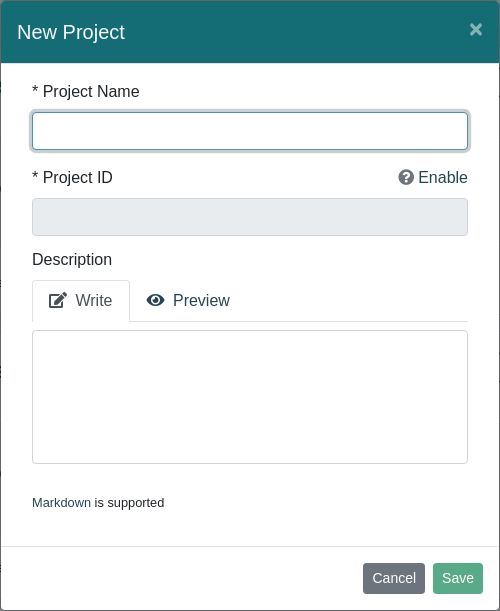 New Project ×
* Project Name
* Project ID Enable
Description
Write Preview
Markdown is supported
Cancel Save